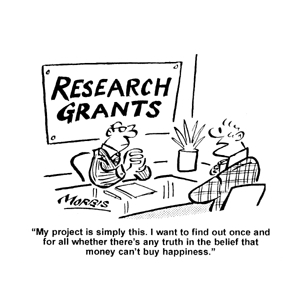 RESEARCH
GRANTS
MORRIS
"My project is simply this. I want to find out once and
for all whether there's any truth in the belief that
money can't buy happiness."